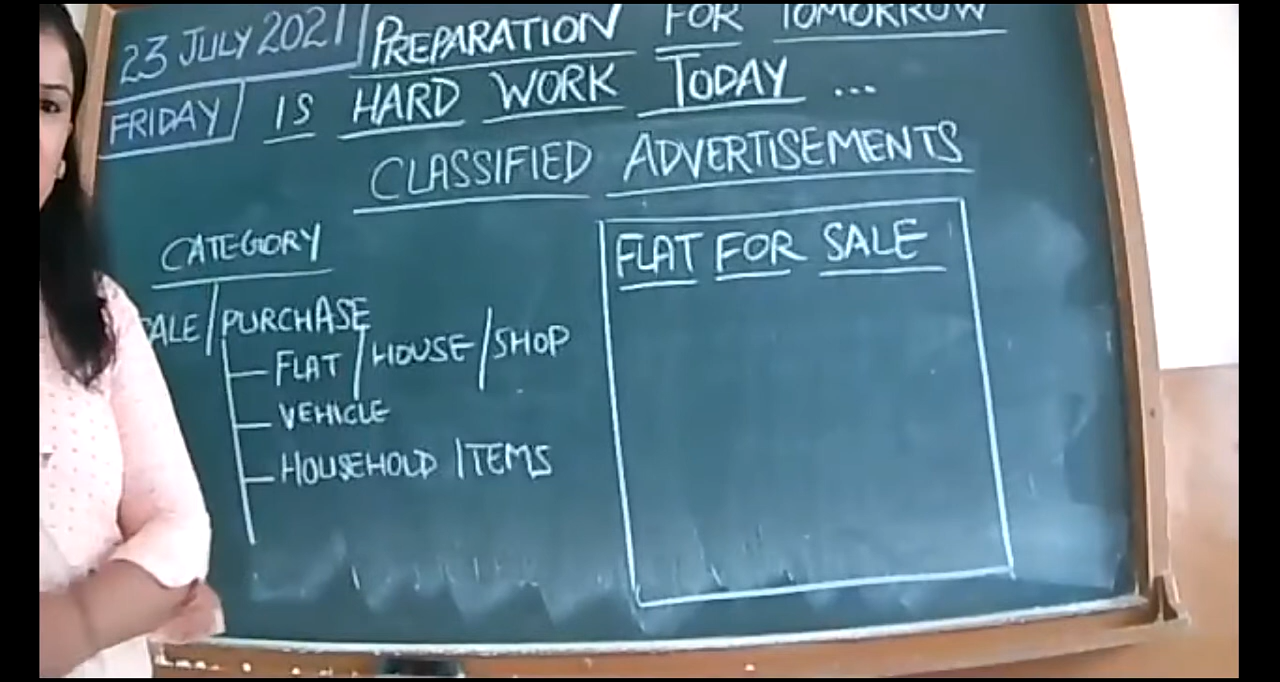 23 JULY 2021
FRIDAY
PREPARATION FOR TOMORROW
IS HARD WORK TODAY ...
CLASSIFIED ADVERTISEMENTS
CATEGORY
ALE/PURCHASE
FLAT/HOUSE/SHOP
VEHICLE
HOUSEHOLD ITEMS
FLAT FOR SALE